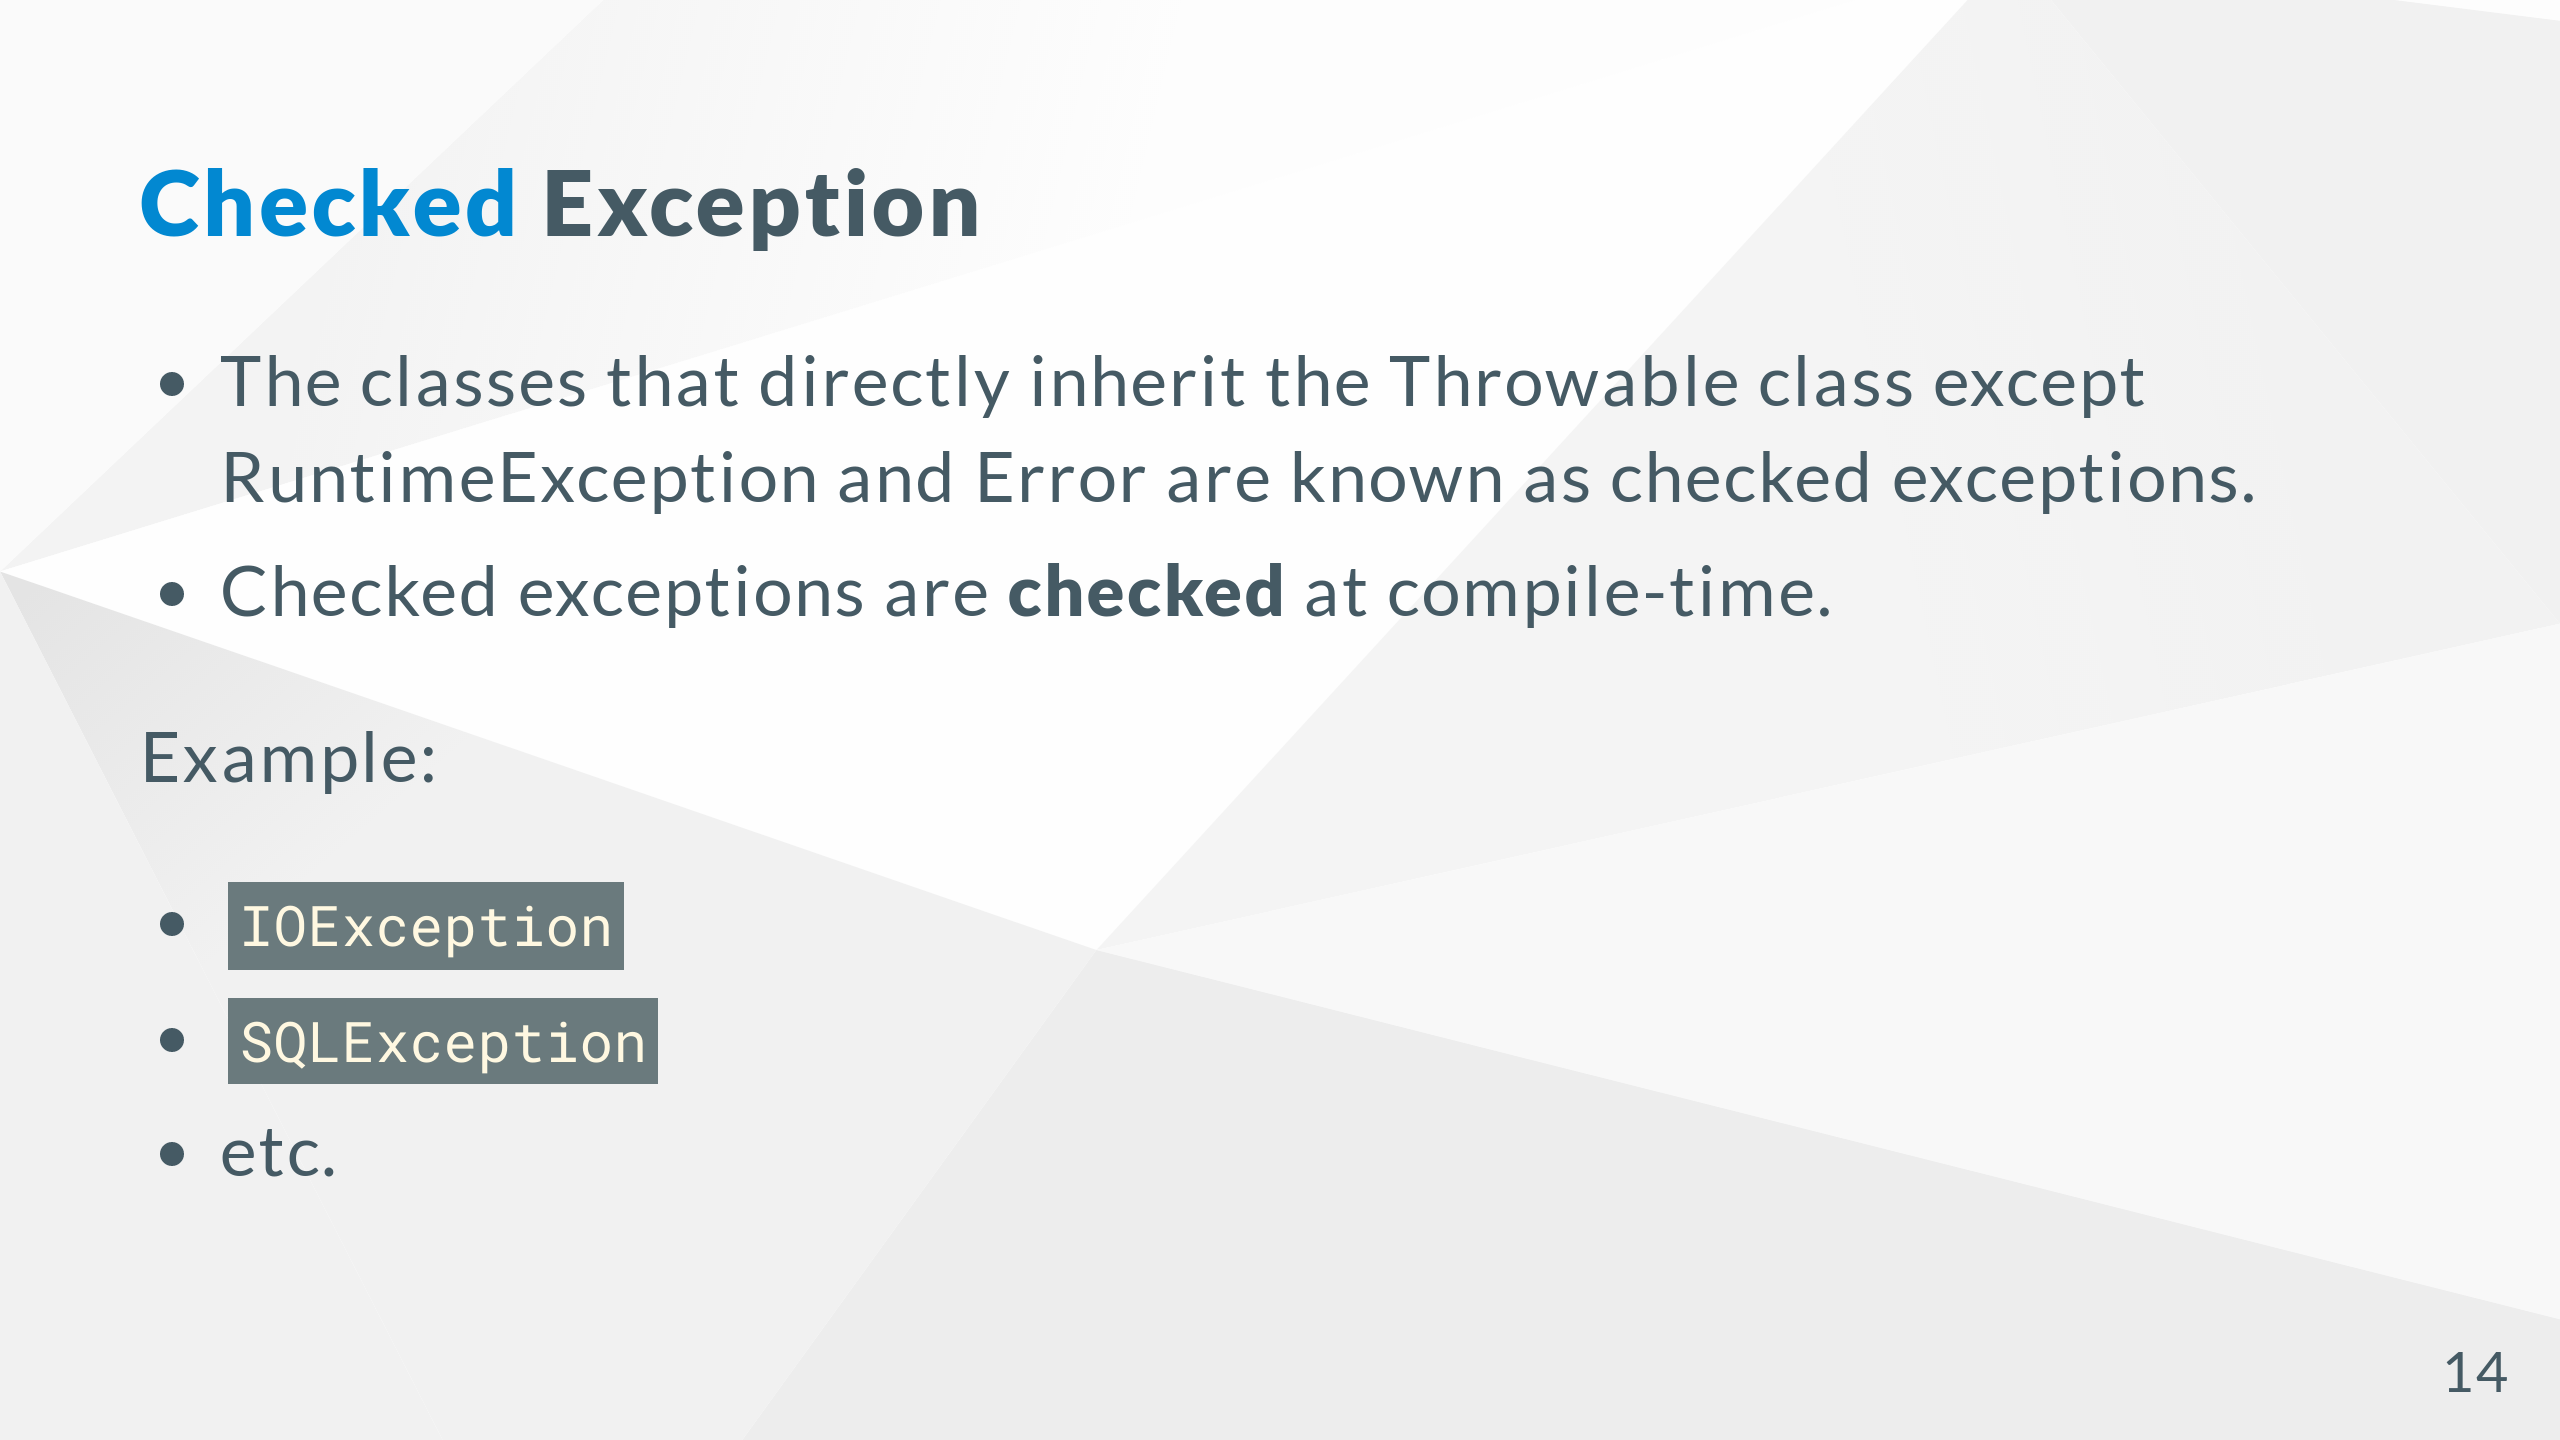 Checked Exception
• The classes that directly inherit the Throwable class except
RuntimeException and Error are known as checked exceptions.
• Checked exceptions are checked at compile-time.
Example:
• IOException
• SQLException
• etc.
14